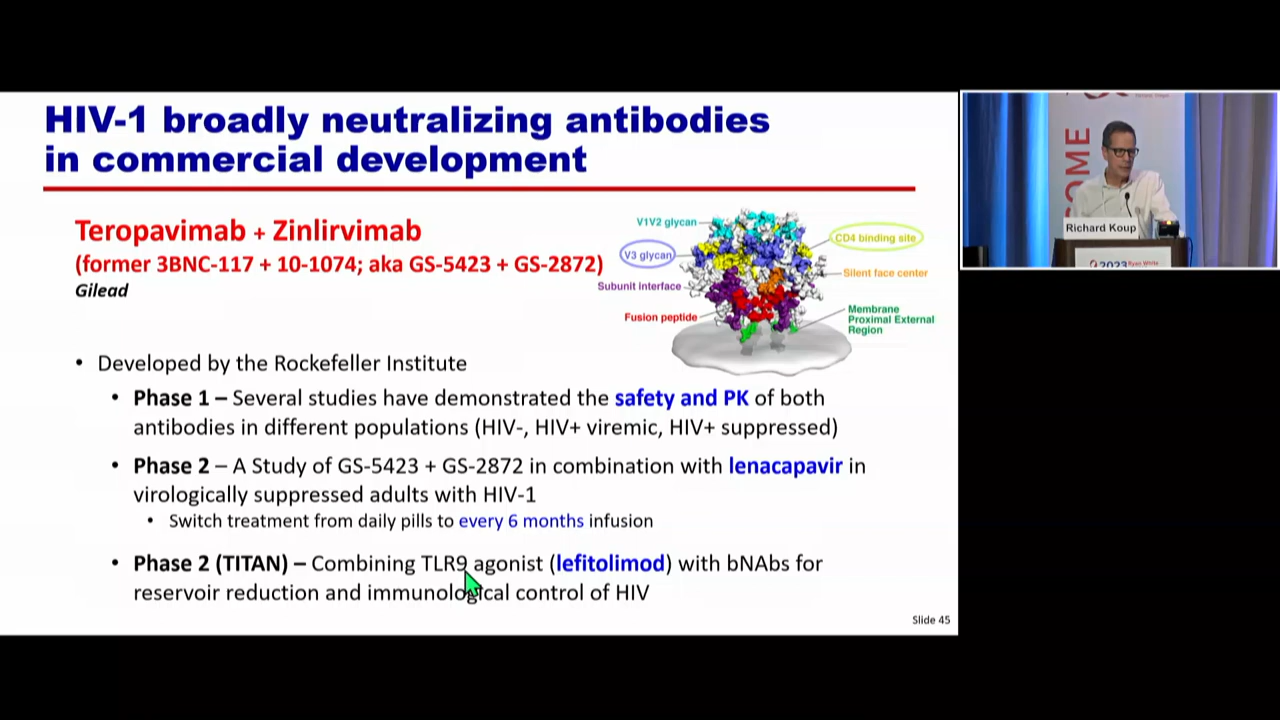 HIV-1 broadly neutralizing antibodies
in commercial development
Teropavimab + Zinlirvimab
(former 3BNC-117 + 10-1074; aka GS-5423 + GS-2872)
Gilead
V1V2 glycan
V3 glycan
Subunit interface
Fusion peptide
CD4 binding site
Silent face center
Membrane
Proximal External
Region
• Developed by the Rockefeller Institute
• Phase 1 – Several studies have demonstrated the safety and PK of both
antibodies in different populations (HIV-, HIV+ viremic, HIV+ suppressed)
• Phase 2 – A Study of GS-5423 + GS-2872 in combination with lenacapavir in
virologically suppressed adults with HIV-1
• Switch treatment from daily pills to every 6 months infusion
• Phase 2 (TITAN) – Combining TLR9 agonist (lefitolimod) with bNAbs for
reservoir reduction and immunological control of HIV
Slide 45
OME
Richard Koup
2023 Ryan White